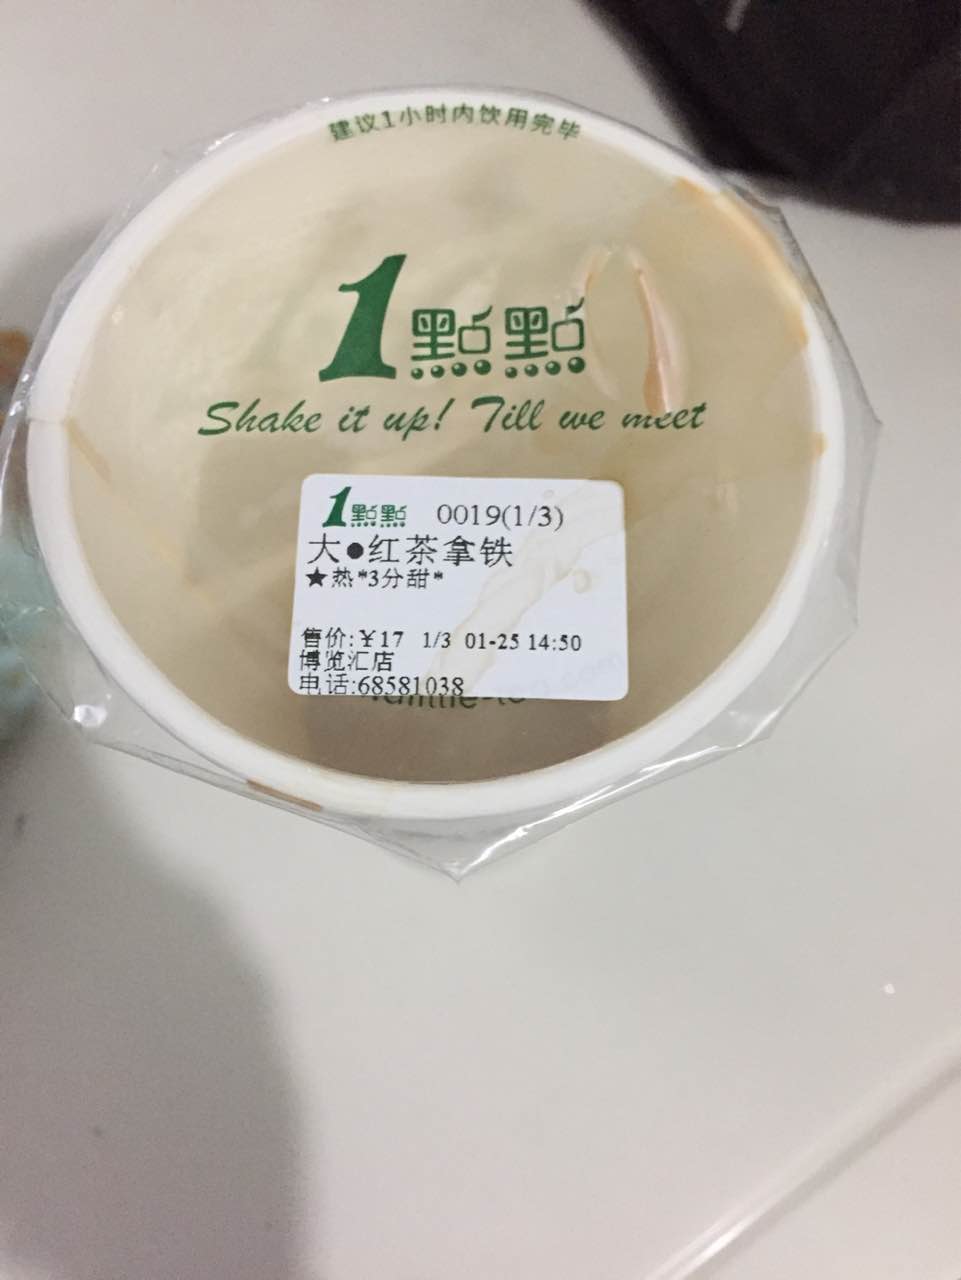 建议1小时内饮用完毕
1點點
Shake it up! Till we meet
1點點 0019(1/3)
大●红茶拿铁
★热*3分甜*
售价:￥17 1/3 01-25 14:50
博览汇店
电话:68581038